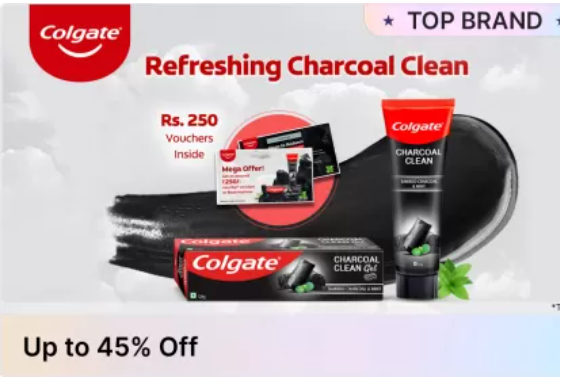 Colgate
★ TOP BRAND ★
Refreshing Charcoal Clean
Rs. 250
Vouchers
Inside
Mega Offer!
Colgate
CHARCOAL
CLEAN
Colgate
CHARCOAL
CLEAN Gel
Up to 45% Off